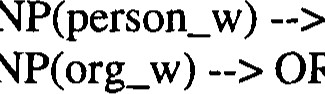 NP(person_w) -->
NP(org_w) --> OR